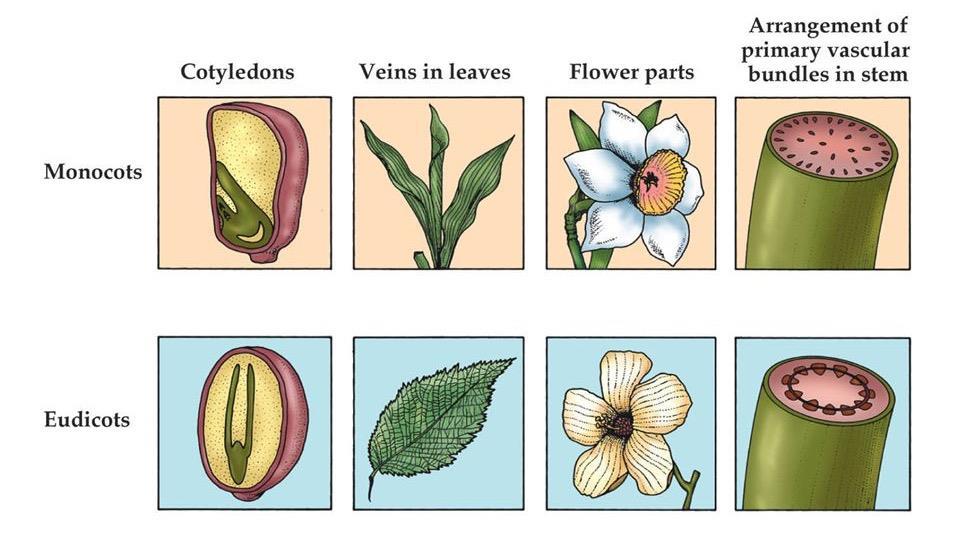 Cotyledons
Veins in leaves
Flower parts
Arrangement of
primary vascular
bundles in stem
Monocots
Eudicots